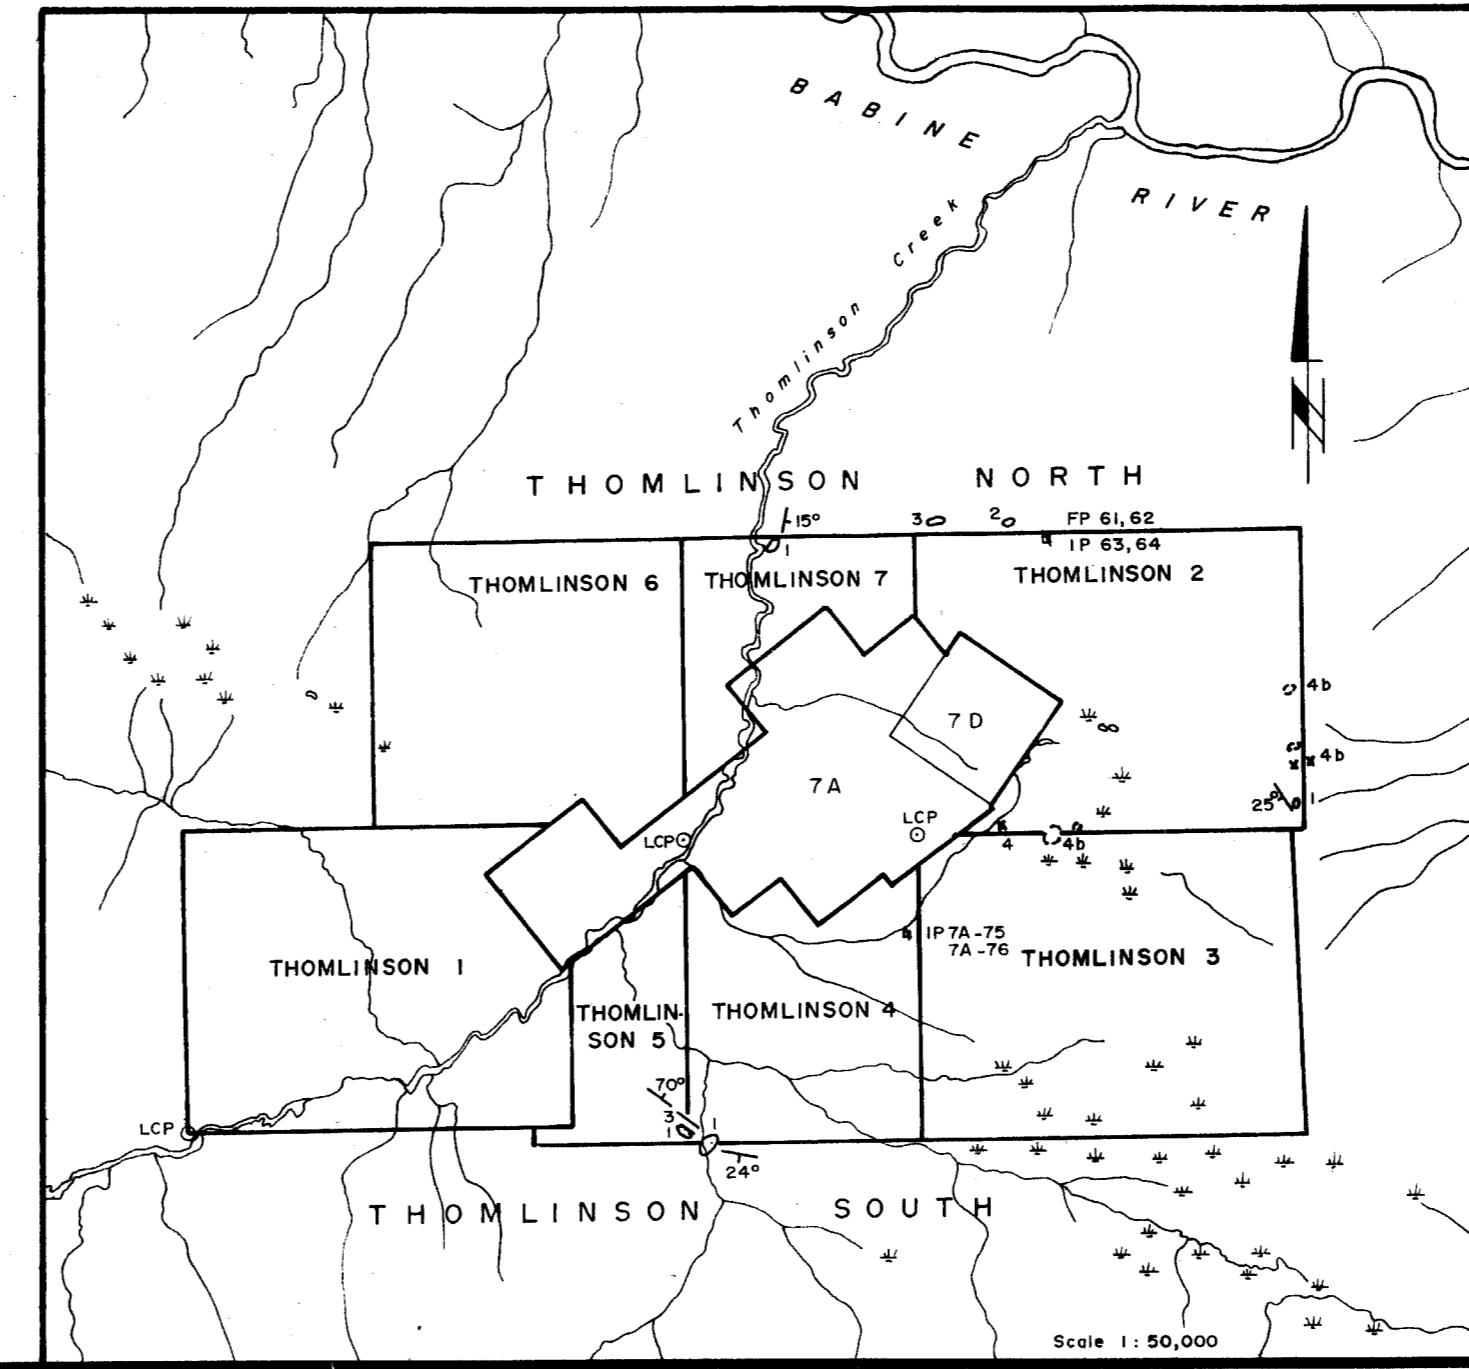 BABINE
RIVER
Thomlinson Creek
N
THOMLINSON NORTH
15°
3
2
FP 61, 62
1
IP 63, 64
THOMLINSON 6
THOMLINSON 7
THOMLINSON 2
4b
7D
4b
7A
25°
1
LCP
LCP
4
4b
IP 7A-75
7A-76
THOMLINSON 1
THOMLINSON 3
THOMLIN-
SON 5
THOMLINSON 4
70°
3
1
1
LCP
24°
THOMLINSON SOUTH
Scale 1:50,000